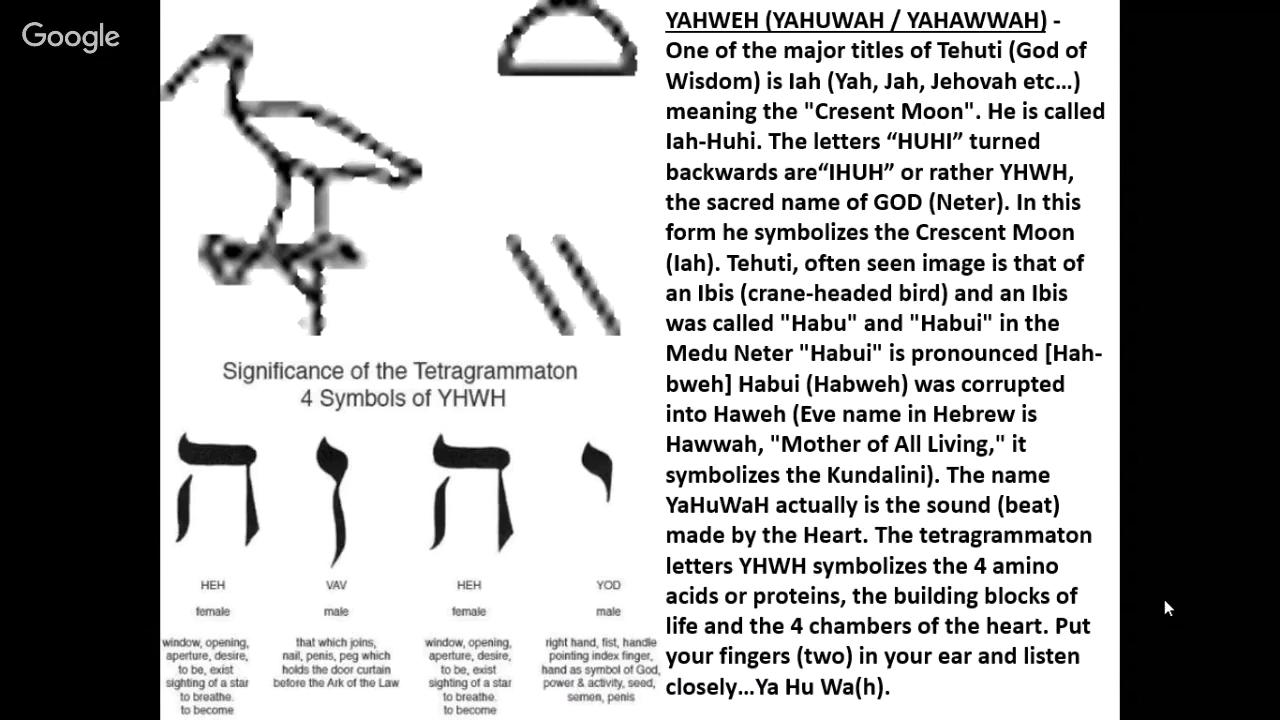 Google
YAHWEH (YAHUWAH / YAHAWWAH) -
One of the major titles of Tehuti (God of
Wisdom) is Iah (Yah, Jah, Jehovah etc...)
meaning the "Cresent Moon". He is called
Iah-Huhi. The letters “HUHI” turned
backwards are“IHUH” or rather YHWH,
the sacred name of GOD (Neter). In this
form he symbolizes the Crescent Moon
(Iah). Tehuti, often seen image is that of
an Ibis (crane-headed bird) and an Ibis
was called "Habu" and "Habui" in the
Medu Neter "Habui" is pronounced [Hah-
bweh] Habui (Habweh) was corrupted
into Haweh (Eve name in Hebrew is
Hawwah, "Mother of All Living," it
symbolizes the Kundalini). The name
YaHuWaH actually is the sound (beat)
made by the Heart. The tetragrammaton
letters YHWH symbolizes the 4 amino
acids or proteins, the building blocks of
life and the 4 chambers of the heart. Put
your fingers (two) in your ear and listen
closely...Ya Hu Wa(h).
Significance of the Tetragrammaton
4 Symbols of YHWH
יהוה
HEH
female
window, opening,
aperture, desire,
to be, exist
sighting of a star
to breathe.
to become
VAV
male
that which joins,
nail, penis, peg which
holds the door curtain
before the Ark of the Law
HEH
female
window, opening,
aperture, desire,
to be, exist
sighting of a star
to breathe.
to become
YOD
male
right hand, fist, handle
pointing index finger,
hand as symbol of God,
power & activity, seed,
semen, penis